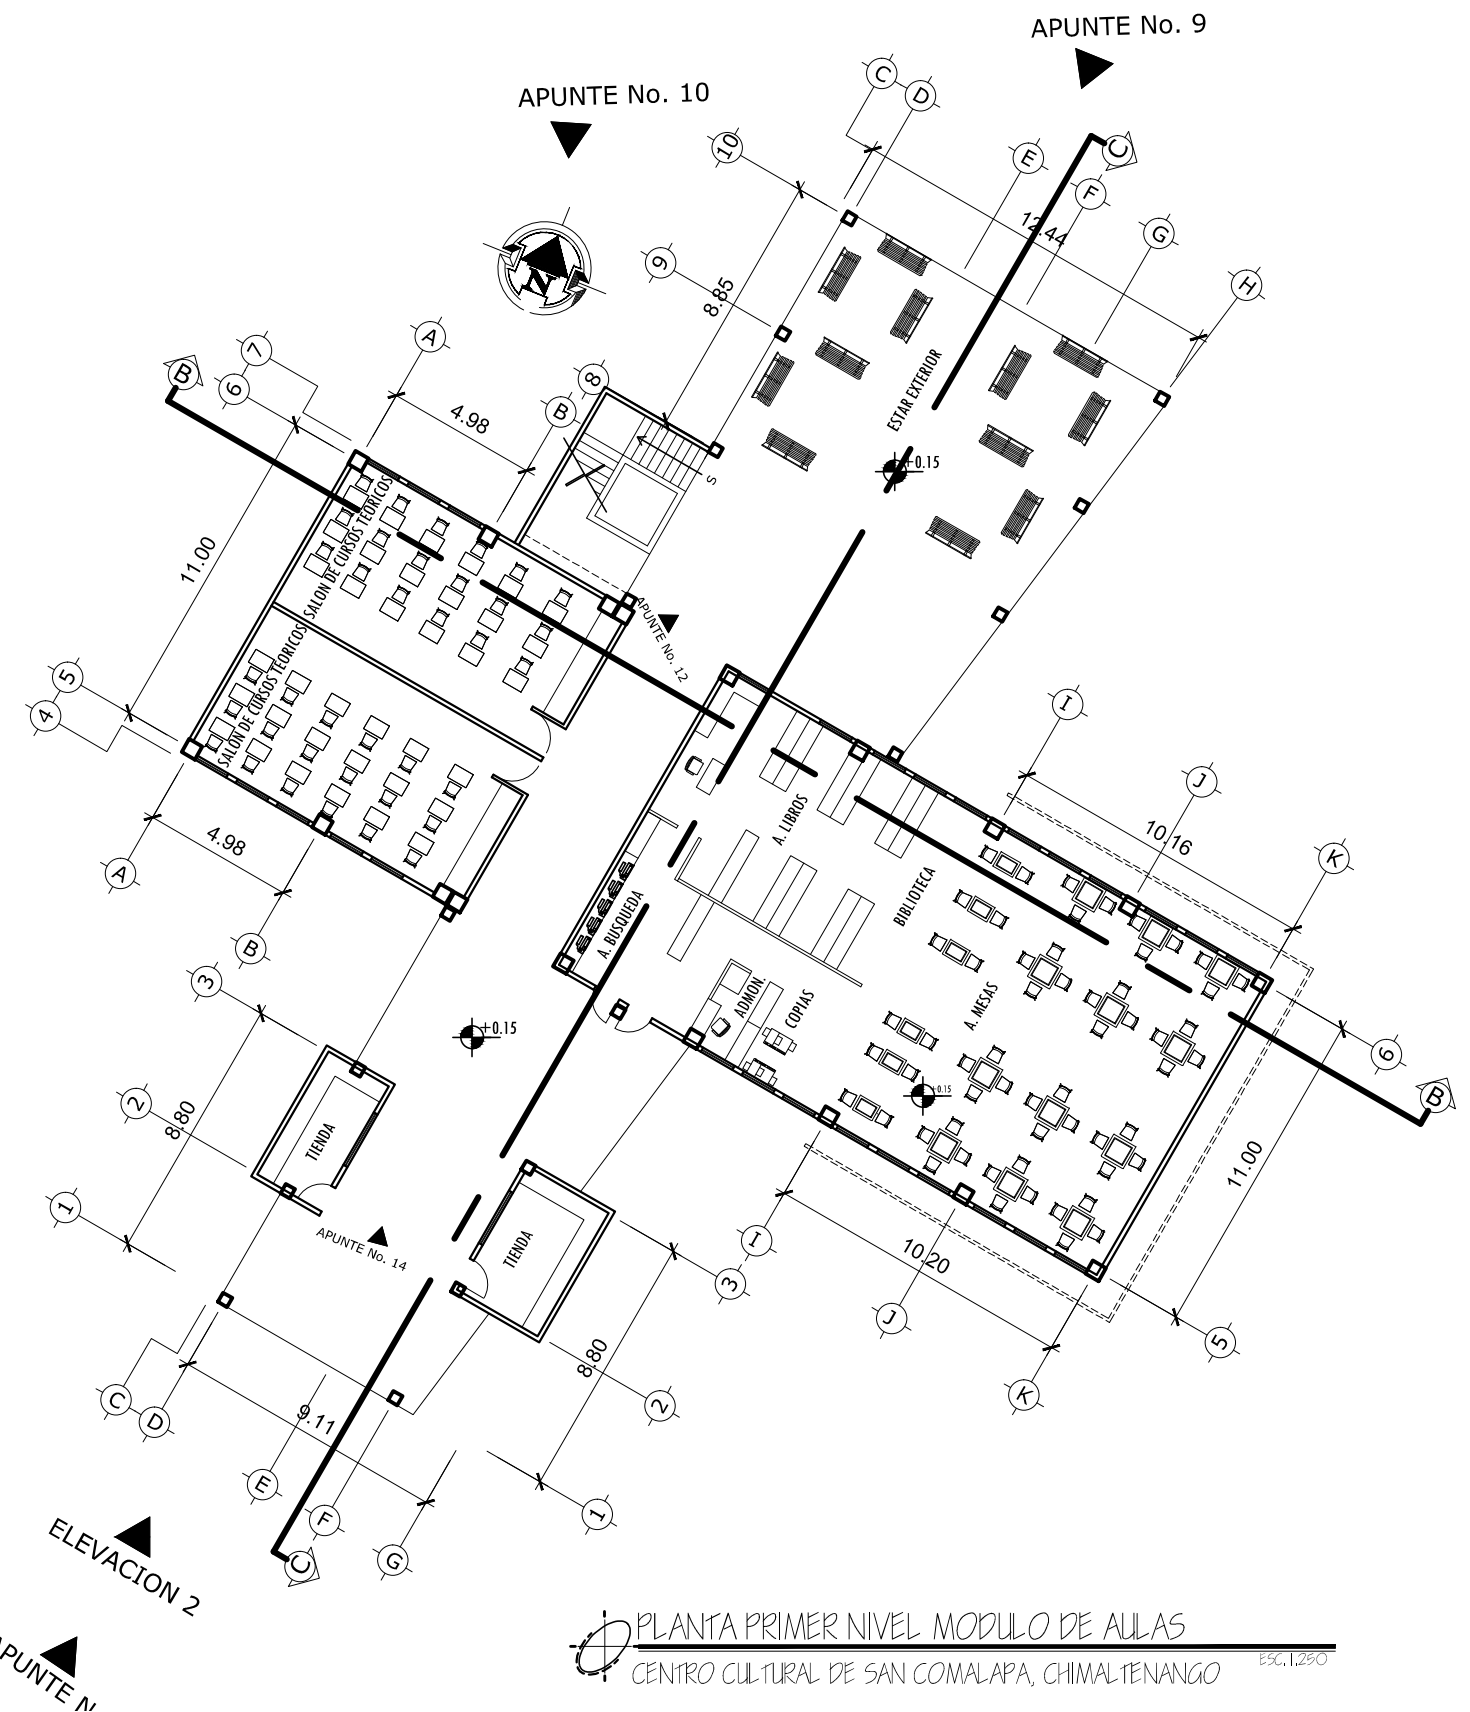 APUNTE No. 9
APUNTE No. 10
C
D
10
E
C
F
12.44
G
9
H
8.85
N
A
7
6
B
8
B
4.98
ESTAR EXTERIOR
+0.15
S
11.00
SALON DE CURSOS TEORICOS
SALON DE CURSOS TEORICOS
APUNTE No. 12
5
4
I
J
K
10.16
A. LIBROS
BIBLIOTECA
4.98
A
B
A. BUSQUEDA
ADMON.
COPIAS
A. MESAS
3
+0.15
6
B
+0.15
2
8.80
TIENDA
11.00
1
APUNTE No. 14
TIENDA
I
10.20
3
J
5
8.80
K
C
D
9.11
2
E
F
1
G
C
ELEVACION 2
APUNTE N
PLANTA PRIMER NIVEL MODULO DE AULAS
ESC. 1.250
CENTRO CULTURAL DE SAN COMALAPA, CHIMALTENANGO